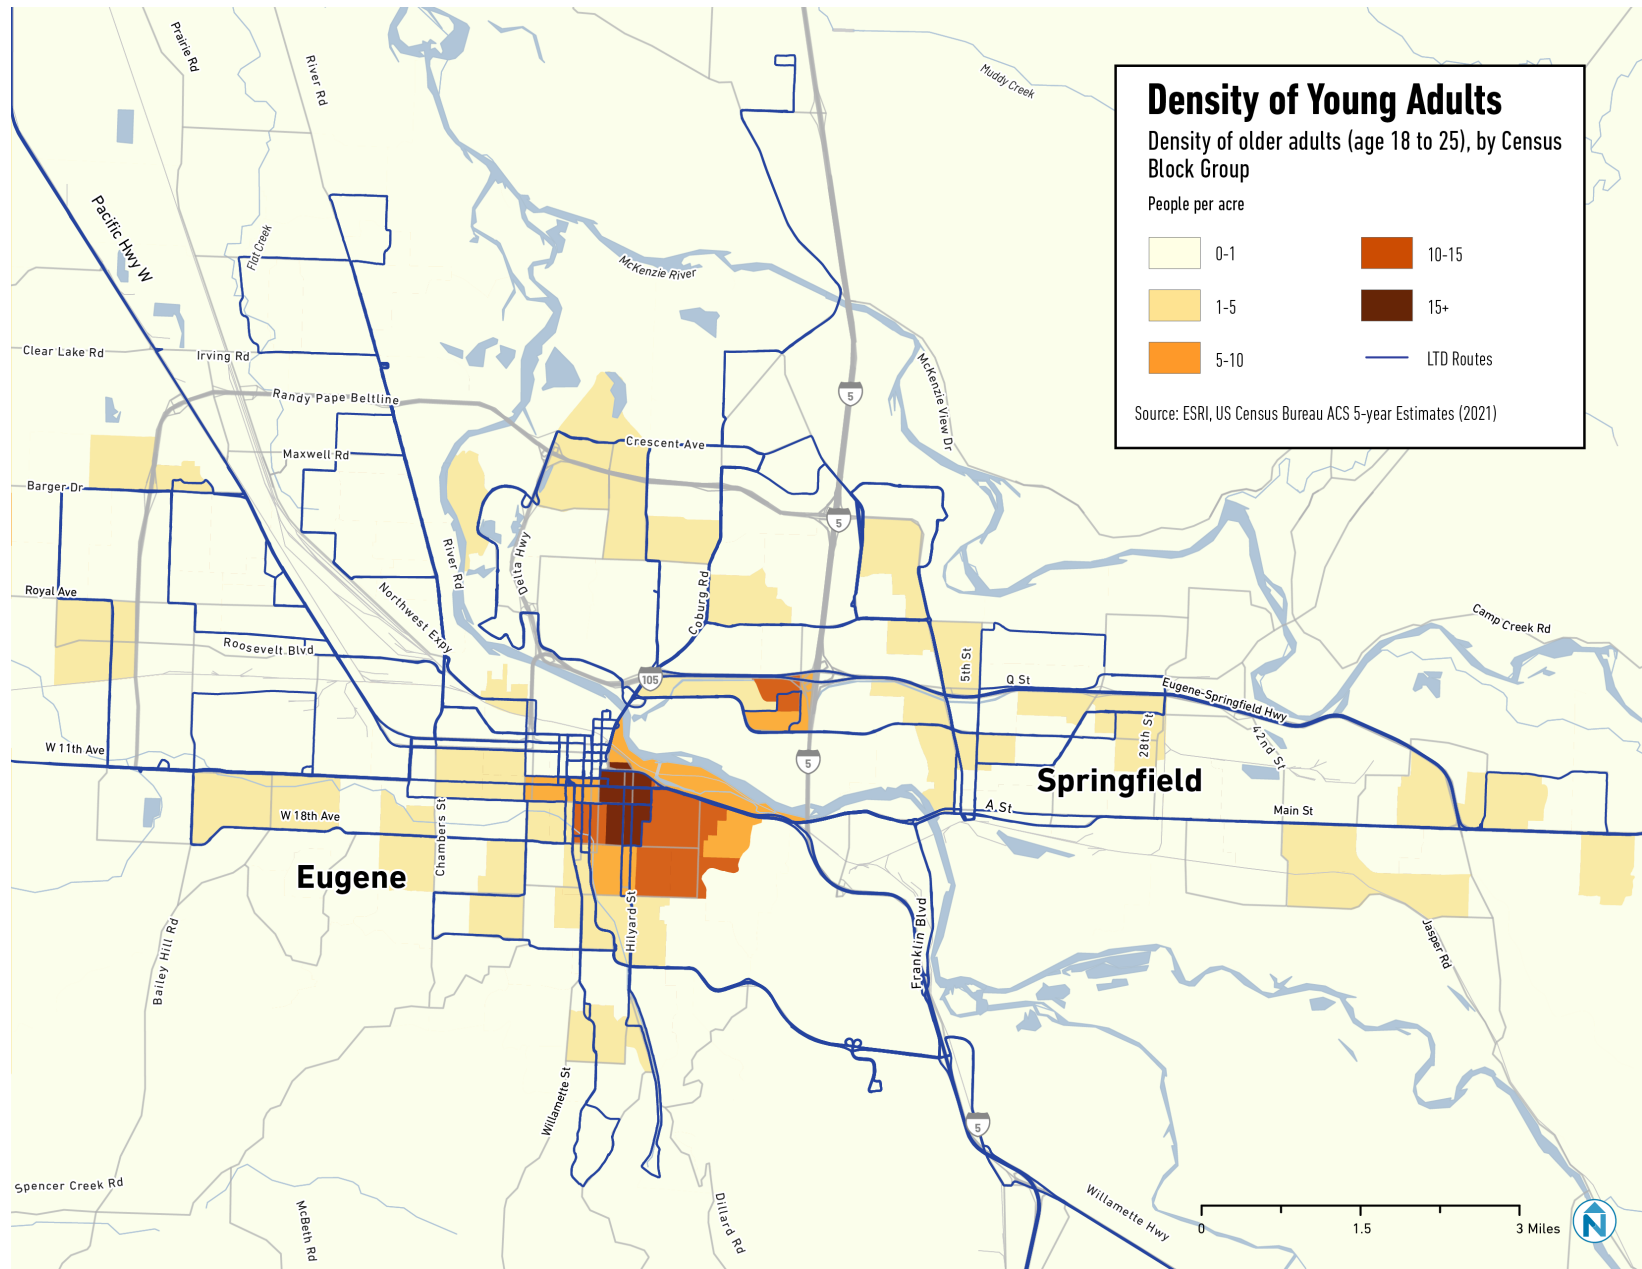 Density of Young Adults
Density of older adults (age 18 to 25), by Census
Block Group
People per acre
0-1
10-15
1-5
15+
5-10
LTD Routes
Source: ESRI, US Census Bureau ACS 5-year Estimates (2021)
Prairie Rd
River Rd
Muddy Creek
Pacific Hwy W
Flat Creek
McKenzie River
Clear Lake Rd
Irving Rd
Randy Pape Beltline
5
McKenzie View Dr
Crescent Ave
Maxwell Rd
Barger Dr
5
River Rd
Delta Hwy
Coburg Rd
Royal Ave
Northwest Expy
Roosevelt Blvd
Camp Creek Rd
105
5th St
Q St
Eugene-Springfield Hwy
28th St
42nd St
W 11th Ave
5
Springfield
A St
Main St
W 18th Ave
Chambers St
Eugene
Hilyard St
Franklin Blvd
Bailey Hill Rd
Jasper Rd
Willamette St
5
Spencer Creek Rd
McBeth Rd
Dillard Rd
Willamette Hwy
0
1.5
3 Miles
N